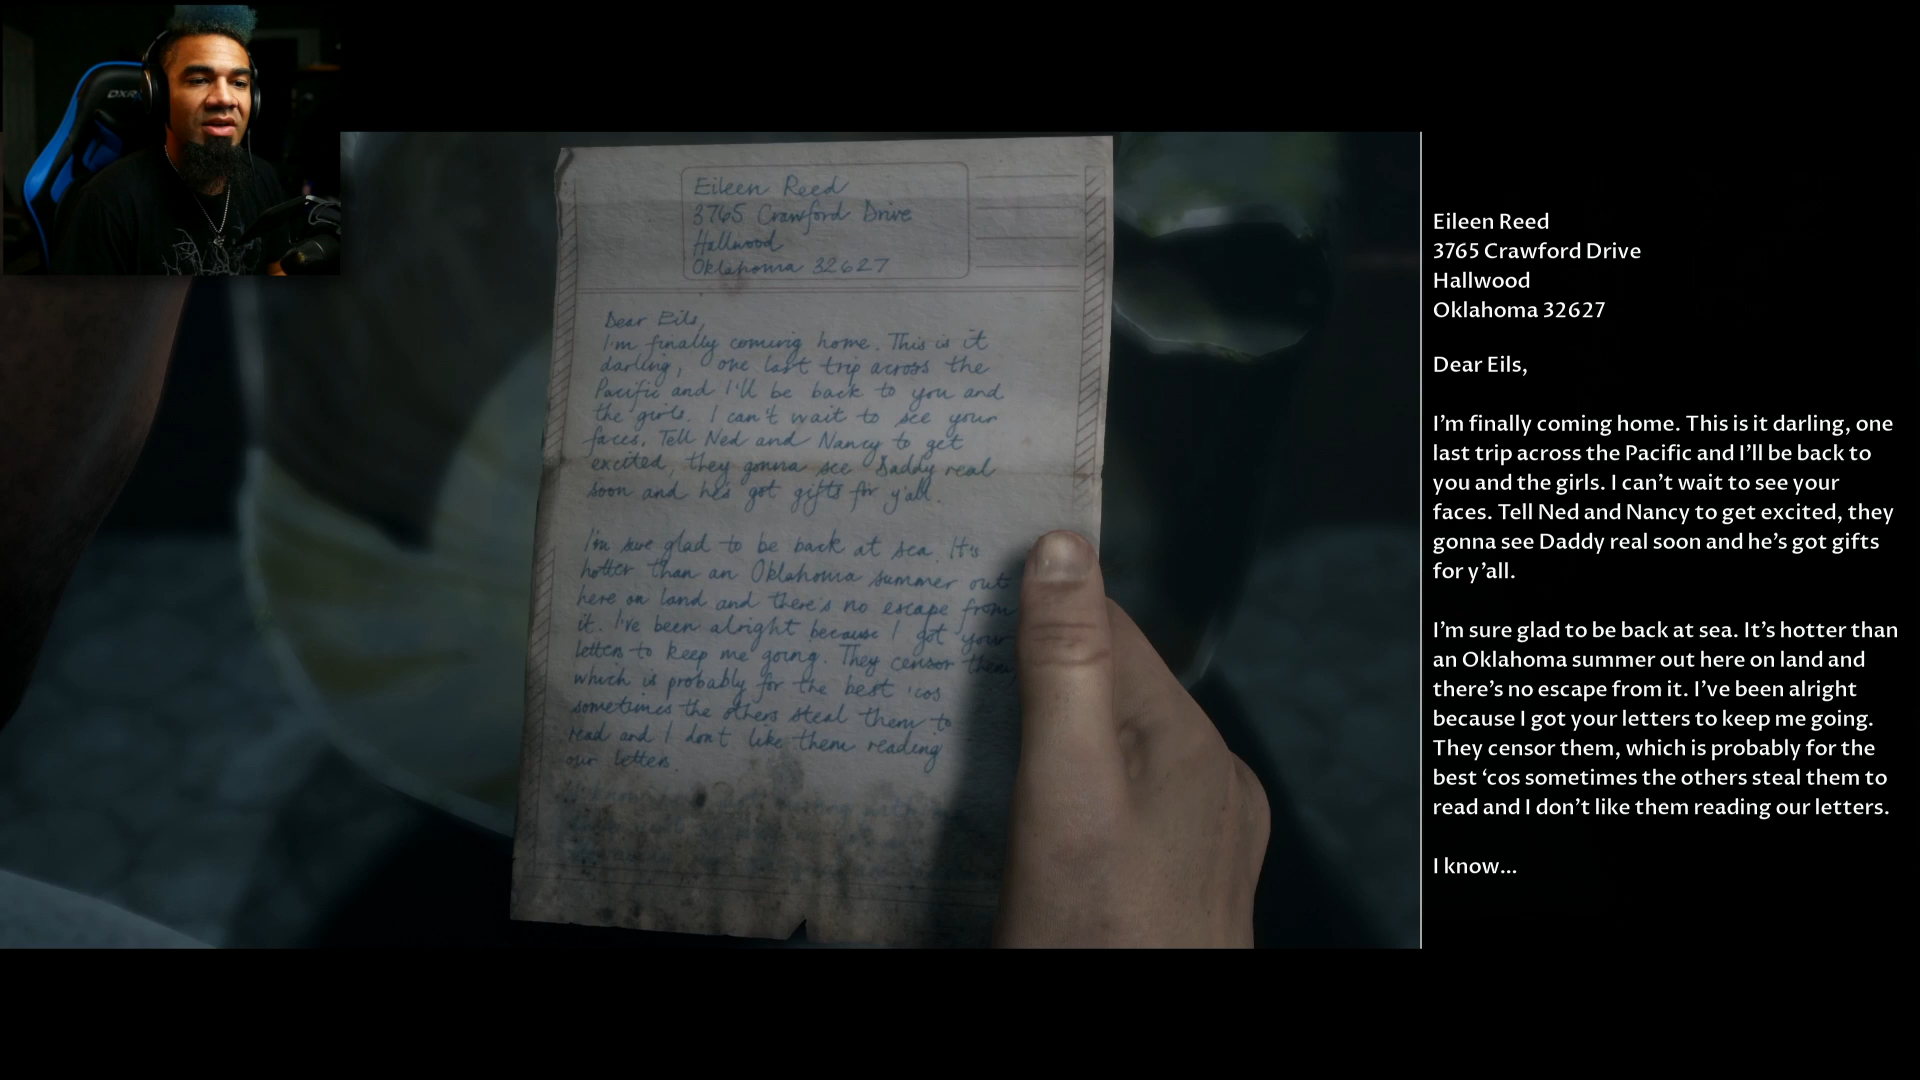 DXR
Eileen Reed
3765 Crawford Drive
Hallwood
Oklahoma 32627
Dear Eils,
I'm finally coming home. This is it
darling, one last trip across the
Pacific and I'll be back to you and
the girls. I can't wait to see your
faces. Tell Ned and Nancy to get
excited, they gonna see Daddy real
soon and he's got gifts for y'all.
I'm sure glad to be back at sea. It's
hotter than an Oklahoma summer out
here on land and there's no escape from
it. I've been alright because I got your
letters to keep me going. They censor them,
which is probably for the best 'cos
sometimes the others steal them to
read and I don't like them reading
our letters.
Eileen Reed
3765 Crawford Drive
Hallwood
Oklahoma 32627
Dear Eils,
I'm finally coming home. This is it darling, one
last trip across the Pacific and I'll be back to
you and the girls. I can't wait to see your
faces. Tell Ned and Nancy to get excited, they
gonna see Daddy real soon and he's got gifts
for y'all.
I'm sure glad to be back at sea. It's hotter than
an Oklahoma summer out here on land and
there's no escape from it. I've been alright
because I got your letters to keep me going.
They censor them, which is probably for the
best 'cos sometimes the others steal them to
read and I don't like them reading our letters.
I know...